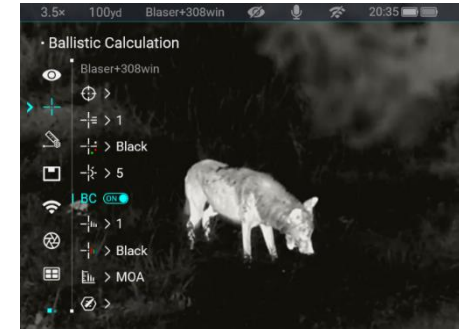 3.5× 100yd Blaser+308win 20:35
· Ballistic Calculation
Blaser+308win
>
> 1
> Black
> 5
BC ON
> 1
> Black
> MOA
>